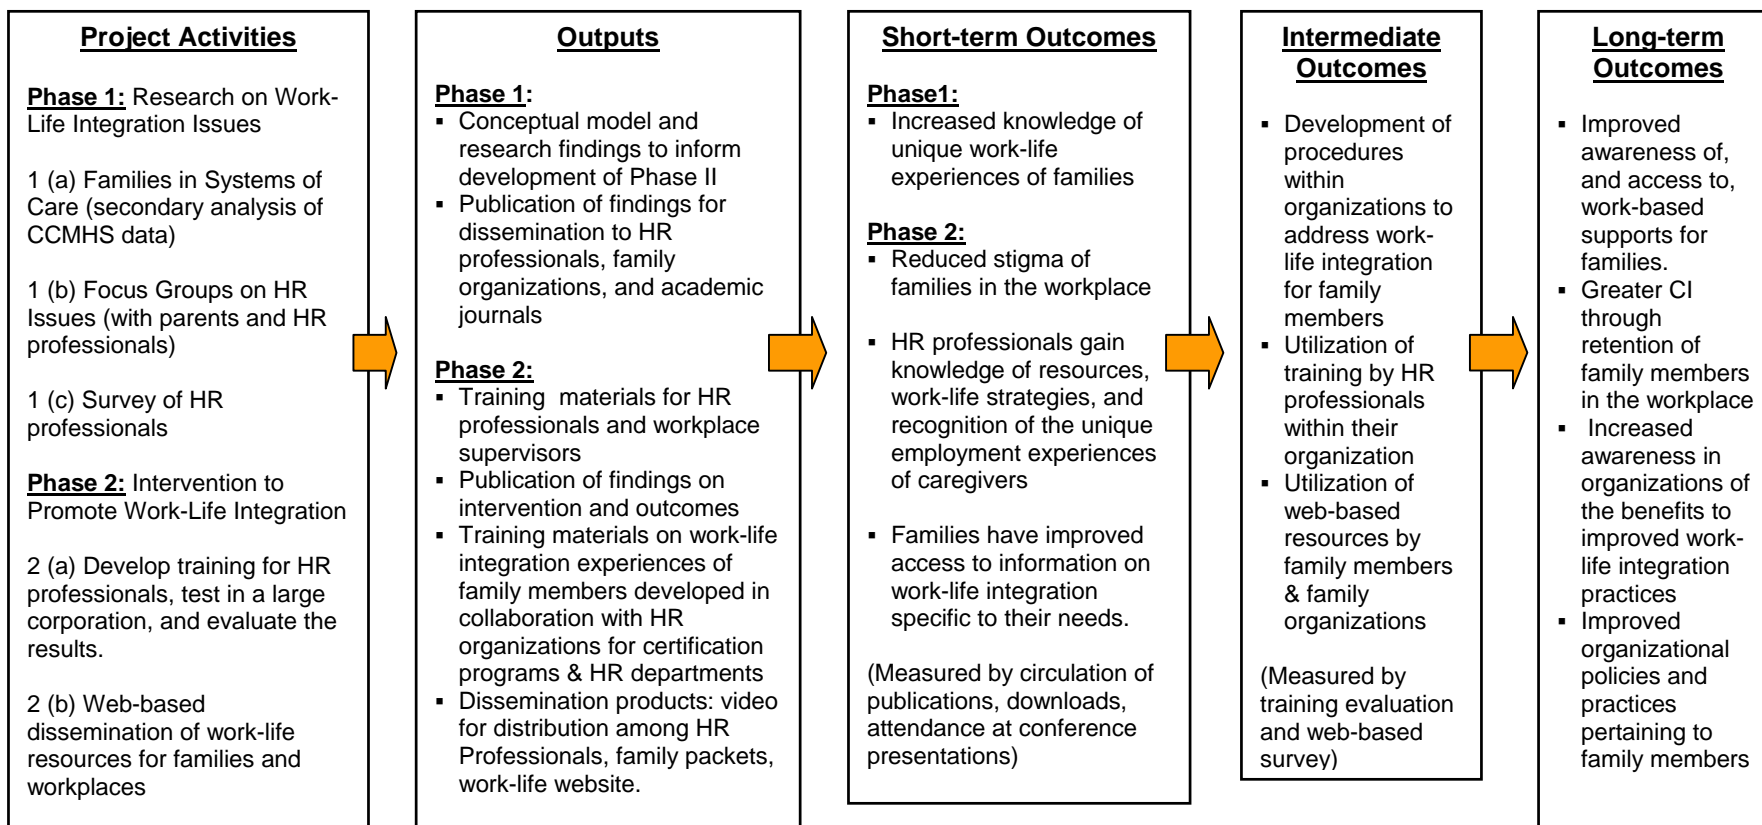 Project Activities
Phase 1: Research on Work-
Life Integration Issues
1 (a) Families in Systems of
Care (secondary analysis of
CCMHS data)
1 (b) Focus Groups on HR
Issues (with parents and HR
professionals)
1 (c) Survey of HR
professionals
Phase 2: Intervention to
Promote Work-Life Integration
2 (a) Develop training for HR
professionals, test in a large
corporation, and evaluate the
results.
2 (b) Web-based
dissemination of work-life
resources for families and
workplaces
Outputs
Phase 1:
▪ Conceptual model and
research findings to inform
development of Phase II
▪ Publication of findings for
dissemination to HR
professionals, family
organizations, and academic
journals
Phase 2:
▪ Training materials for HR
professionals and workplace
supervisors
▪ Publication of findings on
intervention and outcomes
▪ Training materials on work-life
integration experiences of
family members developed in
collaboration with HR
organizations for certification
programs & HR departments
▪ Dissemination products: video
for distribution among HR
Professionals, family packets,
work-life website.
Short-term Outcomes
Phase1:
▪ Increased knowledge of
unique work-life
experiences of families
Phase 2:
▪ Reduced stigma of
families in the workplace
▪ HR professionals gain
knowledge of resources,
work-life strategies, and
recognition of the unique
employment experiences
of caregivers
▪ Families have improved
access to information on
work-life integration
specific to their needs.
(Measured by circulation of
publications, downloads,
attendance at conference
presentations)
Intermediate
Outcomes
▪ Development of
procedures
within
organizations to
address work-
life integration
for family
members
▪ Utilization of
training by HR
professionals
within their
organization
▪ Utilization of
web-based
resources by
family members
& family
organizations
(Measured by
training evaluation
and web-based
survey)
Long-term
Outcomes
▪ Improved
awareness of,
and access to,
work-based
supports for
families.
▪ Greater CI
through
retention of
family members
in the workplace
▪ Increased
awareness in
organizations of
the benefits to
improved work-
life integration
practices
▪ Improved
organizational
policies and
practices
pertaining to
family members